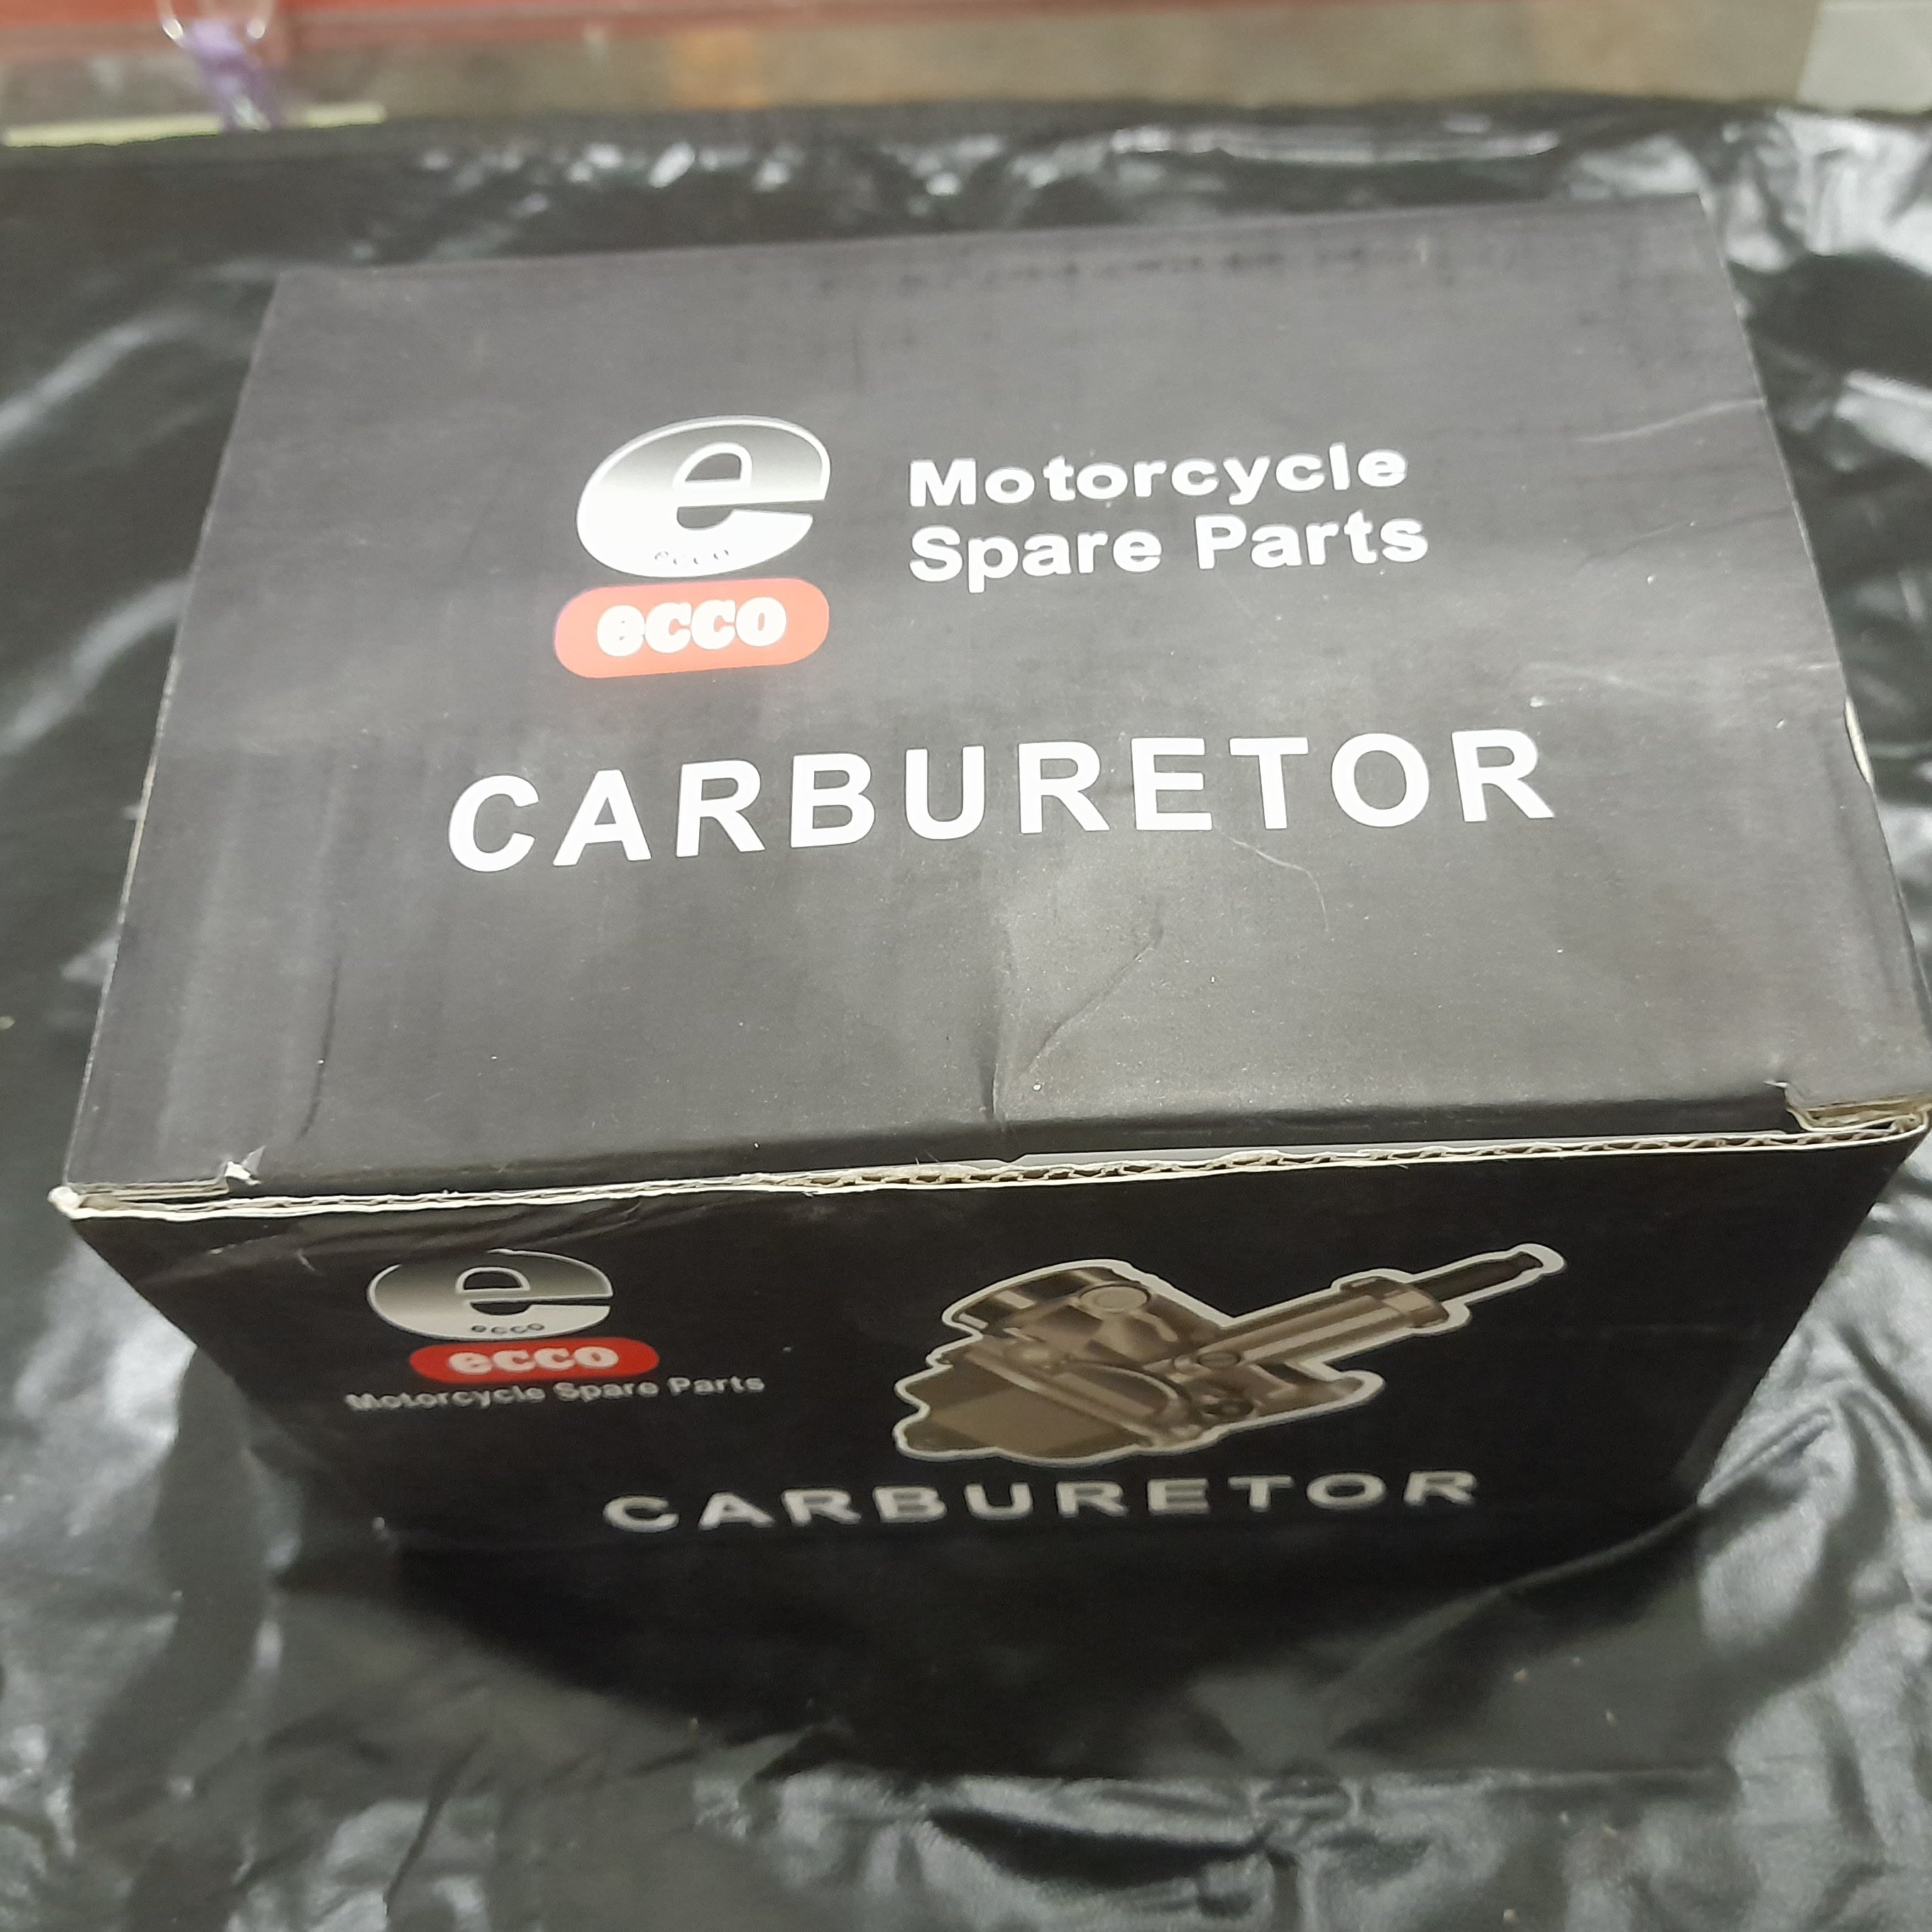 e
ecco
ecco
Motorcycle
Spare Parts
CARBURETOR
e
ecco
ecco
Motorcycle Spare Parts
CARBURETOR